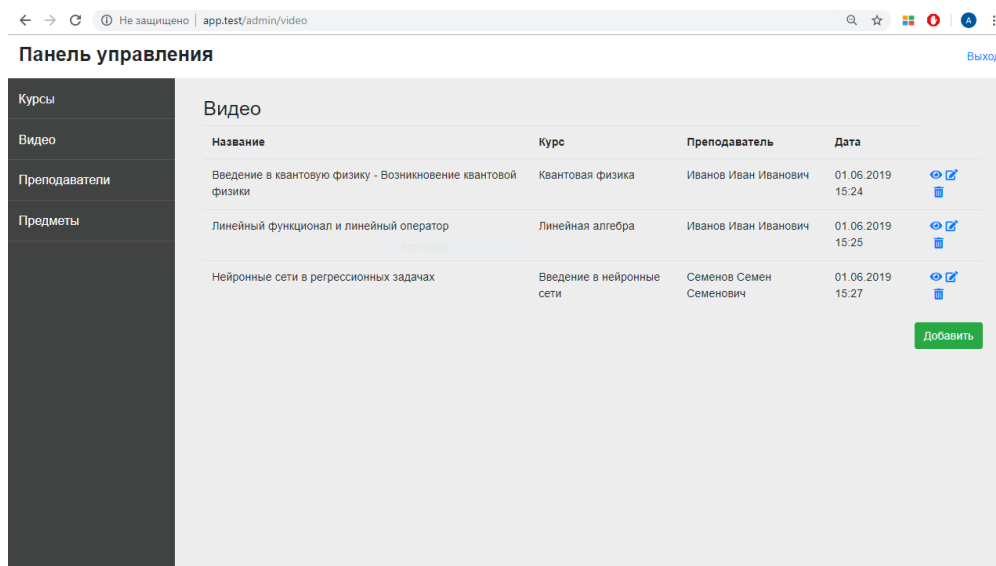 Не защищено | app.test/admin/video
A
Панель управления
Выход
Курсы
Видео
Преподаватели
Предметы
Видео
Название Курс Преподаватель Дата
Введение в квантовую физику - Возникновение квантовой Квантовая физика Иванов Иван Иванович 01.06.2019
физики 15:24
Линейный функционал и линейный оператор Линейная алгебра Иванов Иван Иванович 01.06.2019
15:25
Нейронные сети в регрессионных задачах Введение в нейронные Семенов Семен 01.06.2019
сети Семенович 15:27
Добавить